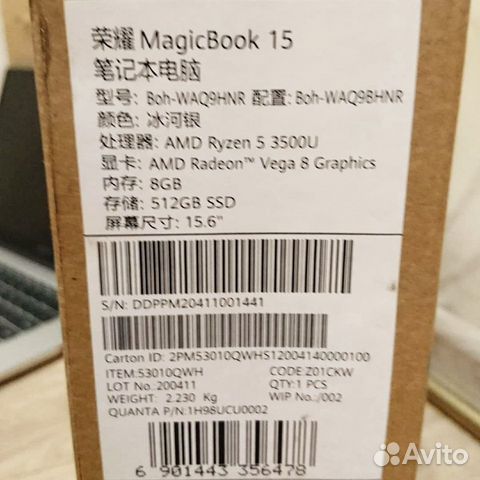 荣耀 MagicBook 15
笔记本电脑
型号: Boh-WAQ9HNR 配置: Boh-WAQ9BHNR
颜色: 冰河银
处理器: AMD Ryzen 5 3500U
显卡: AMD Radeon™ Vega 8 Graphics
内存: 8GB
存储: 512GB SSD
屏幕尺寸: 15.6"
S/N: DDPPM20411001441
Carton ID: 2PM53010QWHS12004140000100
ITEM:53010QWH CODE:Z01CKW
LOT No.:200411 QTY:1 PCS
WEIGHT: 2.230 Kg WIP No.:/002
QUANTA P/N:1H98UCU0002
6 901443 356478
Avito